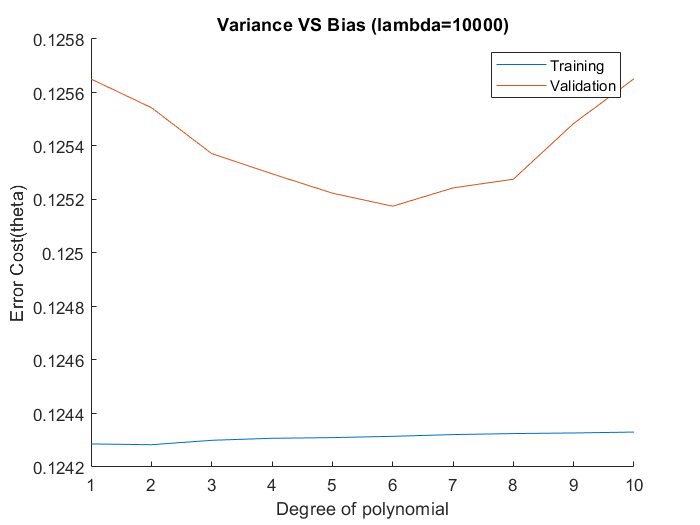 Variance VS Bias (lambda=10000)
0.1258
0.1256
0.1254
0.1252
0.125
0.1248
0.1246
0.1244
0.1242
Error Cost(theta)
Training
Validation
1 2 3 4 5 6 7 8 9 10
Degree of polynomial